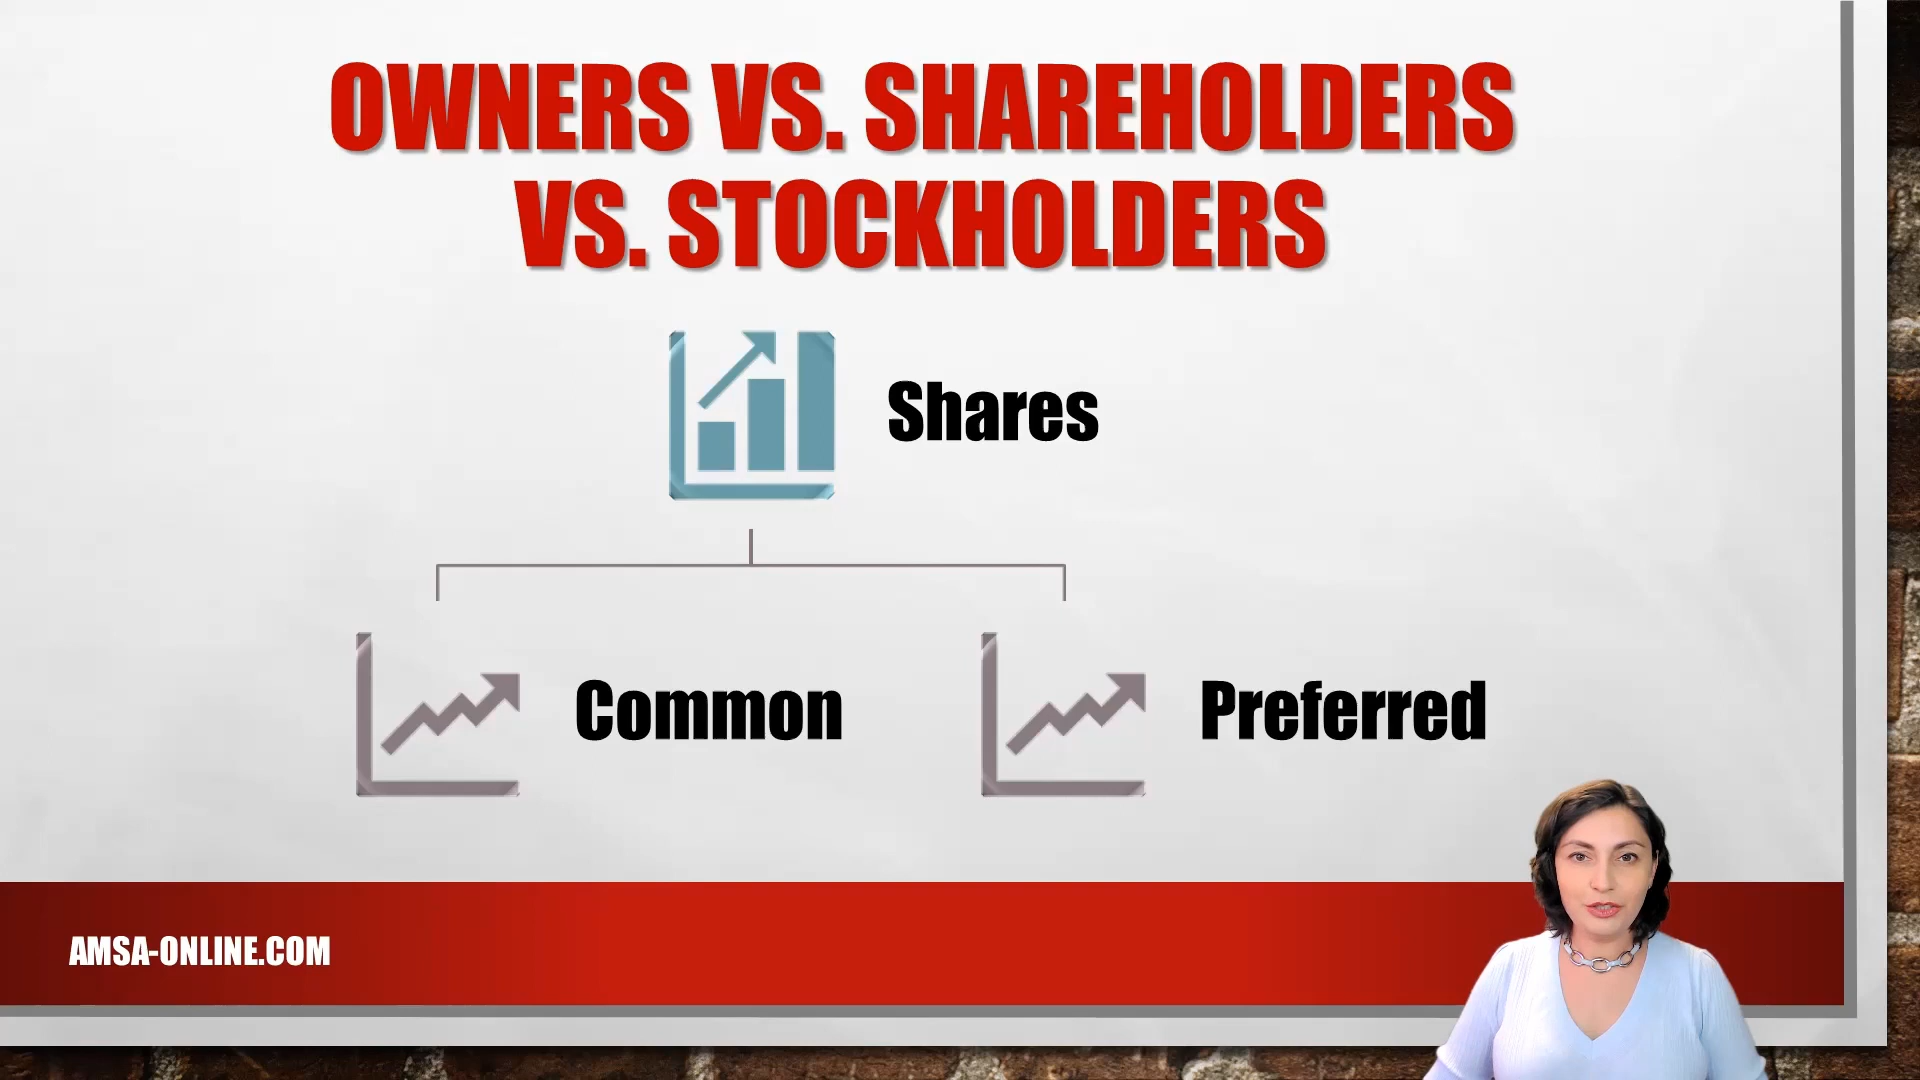 OWNERS VS. SHAREHOLDERS
VS. STOCKHOLDERS
Shares
Common
Preferred
AMSA-ONLINE.COM